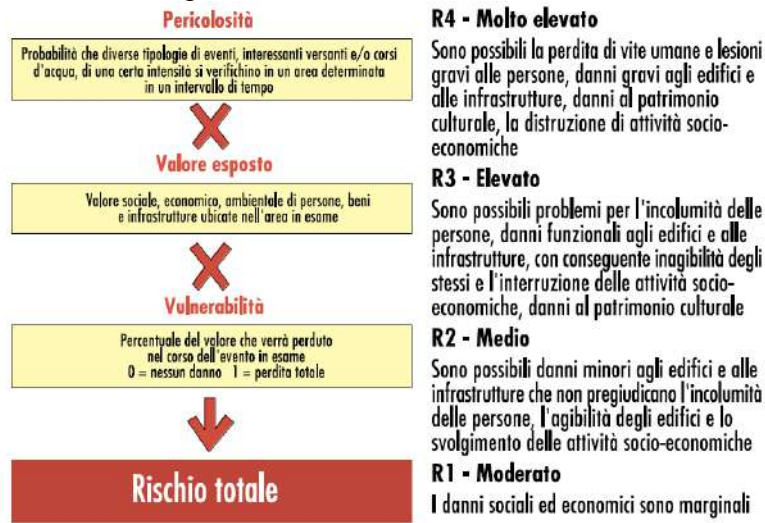 Pericolosità
Probabilità che diverse tipologie di eventi, interessanti versanti e/o corsi
d'acqua, di una certa intensità si verifichino in un area determinata
in un intervallo di tempo
Valore esposto
Valore sociale, economico, ambientale di persone, beni
e infrastrutture ubicate nell'area in esame
Vulnerabilità
Percentuale del valore che verrà perduto
nel corso dell'evento in esame
0 = nessun danno 1 = perdita totale
Rischio totale
R4 - Molto elevato
Sono possibili la perdita di vite umane e lesioni
gravi alle persone, danni gravi agli edifici e
alle infrastrutture, danni al patrimonio
culturale, la distruzione di attività socio-
economiche
R3 - Elevato
Sono possibili problemi per l'incolumità delle
persone, danni funzionali agli edifici e alle
infrastrutture, con conseguente inagibilità degli
stessi e l'interruzione delle attività socio-
economiche, danni al patrimonio culturale
R2 - Medio
Sono possibili danni minori agli edifici e alle
infrastrutture che non pregiudicano l'incolumità
delle persone, l'agibilità degli edifici e lo
svolgimento delle attività socio-economiche
R1 - Moderato
I danni sociali ed economici sono marginali